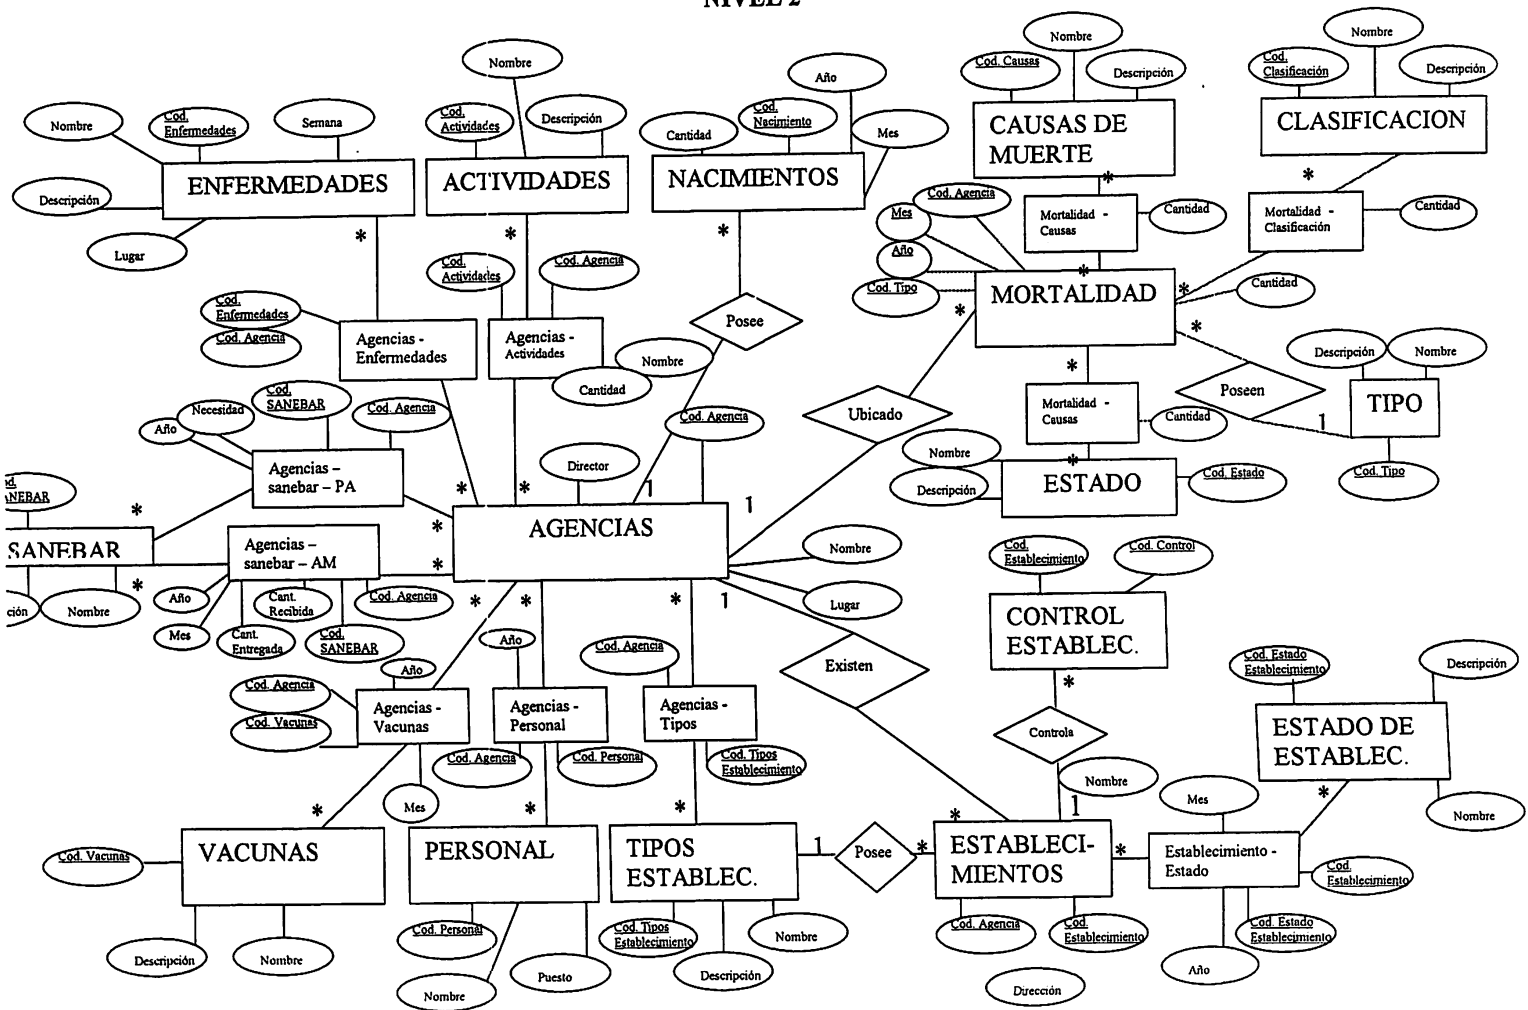 NIVEL 2
Nombre
Cod.
Enfermedades
Semana
Descripción
Lugar
ENFERMEDADES
Nombre
Cod.
Actividades
Descripción
ACTIVIDADES
Año
Cantidad
Cod.
Nacimiento
Mes
NACIMIENTOS
Nombre
Cod. Causas
Descripción
CAUSAS DE
MUERTE
Nombre
Cod.
Clasificación
Descripción
CLASIFICACION
*
*
*
*
*
Cod.
Actividades
Cod. Agencia
Cod.
Enfermedades
Cod. Agencia
Agencias -
Enfermedades
Agencias -
Actividades
Cantidad
Nombre
Posee
Cod. Agencia
Mes
Año
Cod. Tipo
Mortalidad -
Causas
Cantidad
Mortalidad -
Clasificación
Cantidad
*
MORTALIDAD
*
*
*
*
Cantidad
Ubicado
Mortalidad -
Causas
Cantidad
Poseen
1
Descripción
Nombre
TIPO
Cod. Tipo
Nombre
Descripción
*
ESTADO
Cod. Estado
Necesidad
Año
Cod.
SANEBAR
Cod. Agencia
Agencias –
sanebar – PA
Director
Cod. Agencia
*
*
1
1
AGENCIAS
Nombre
Lugar
1
*
*
*
*
*
NEBAR
*
SANEBAR
*
ción
Nombre
Agencias –
sanebar – AM
Año
Mes
Cant.
Recibida
Cant.
Entregada
Cod.
SANEBAR
Cod. Agencia
Cod.
Establecimiento
Cod. Control
CONTROL
ESTABLEC.
*
Existen
Controla
1
Nombre
Año
Cod. Agencia
Cod. Vacunas
Agencias -
Vacunas
Mes
Año
Agencias -
Personal
Cod. Agencia
Cod. Personal
Cod. Agencia
Agencias -
Tipos
Cod. Tipos
Establecimiento
Cod. Estado
Establecimiento
Descripción
ESTADO DE
ESTABLEC.
Nombre
*
Mes
*
*
*
*
Cod. Vacunas
VACUNAS
Descripción
Nombre
PERSONAL
Cod. Personal
Nombre
Puesto
TIPOS
ESTABLEC.
Cod. Tipos
Establecimiento
Descripción
Nombre
1
Posee
*
ESTABLECI-
MIENTOS
*
Establecimiento -
Estado
Cod.
Establecimiento
Cod. Agencia
Cod.
Establecimiento
Dirección
Cod. Estado
Establecimiento
Año